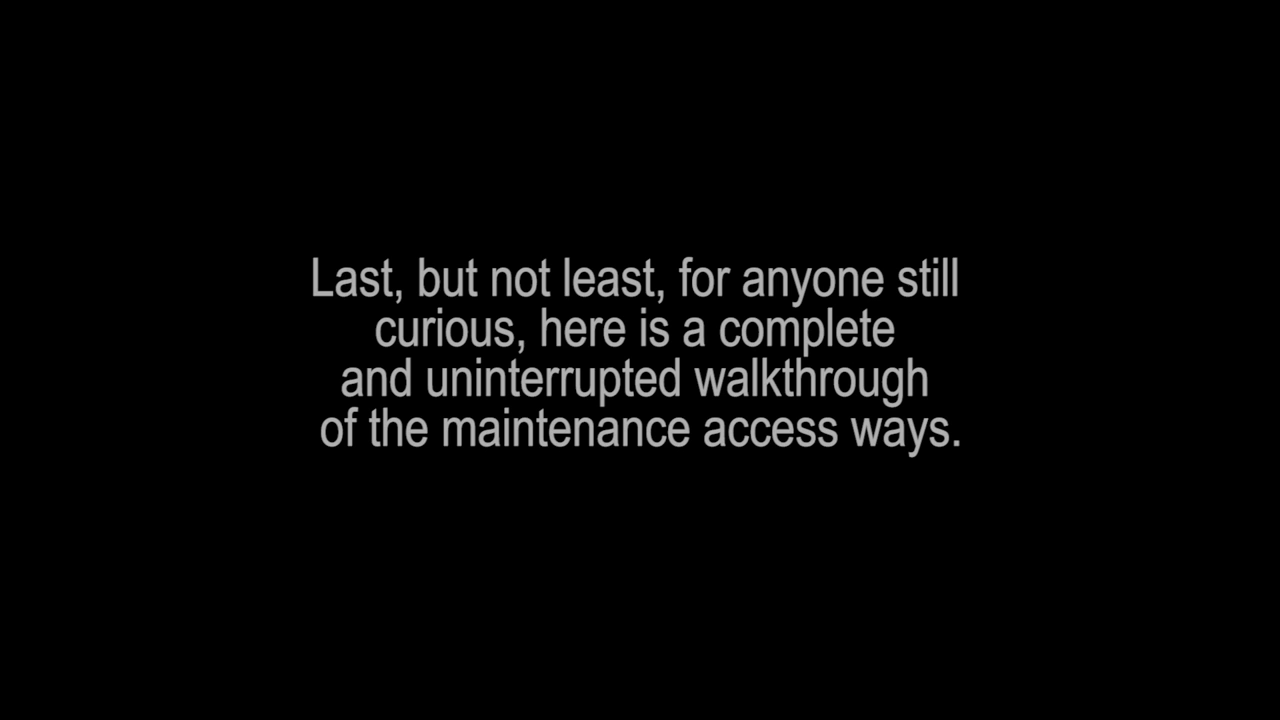 Last, but not least, for anyone still
curious, here is a complete
and uninterrupted walkthrough
of the maintenance access ways.